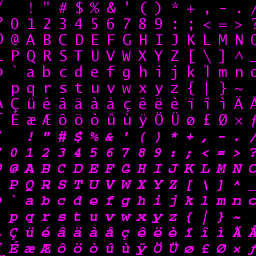 ! " # $ % & ' ( ) * + , - . /
0 1 2 3 4 5 6 7 8 9 : ; < = > ?
@ A B C D E F G H I J K L M N O
P Q R S T U V W X Y Z [ \ ] ^ _
` a b c d e f g h i j k l m n o
p q r s t u v w x y z { | } ~
Ç ü é â ä à å ç ê ë è ï î ì Ä Å
É æ Æ ô ö ò û ù ÿ Ö Ü ø £ Ø × ƒ
! " # $ % & ' ( ) * + , - . /
0 1 2 3 4 5 6 7 8 9 : ; < = > ?
@ A B C D E F G H I J K L M N O
P Q R S T U V W X Y Z [ \ ] ^ _
` a b c d e f g h i j k l m n o
p q r s t u v w x y z { | } ~
Ç ü é â ä à å ç ê ë è ï î ì Ä Å
É æ Æ ô ö ò û ù ÿ Ö Ü ø £ Ø × ƒ